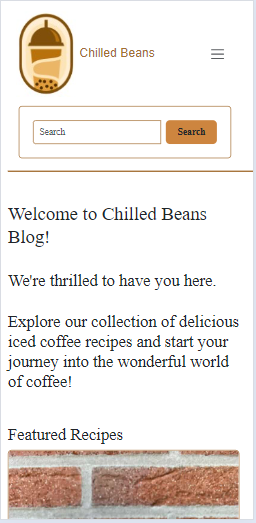 Chilled Beans
Search
Search
Welcome to Chilled Beans
Blog!
We're thrilled to have you here.
Explore our collection of delicious
iced coffee recipes and start your
journey into the wonderful world
of coffee!
Featured Recipes